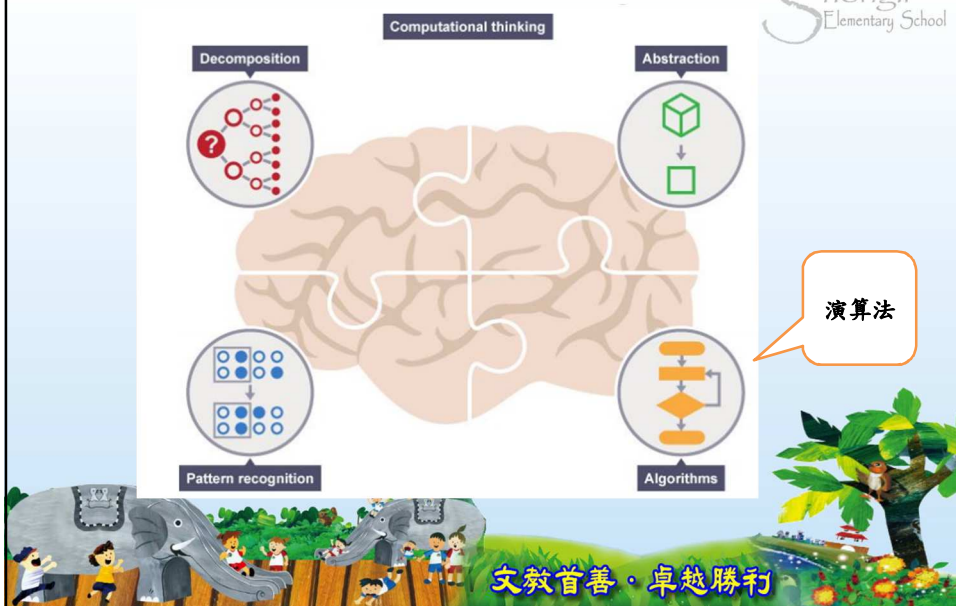 Computational thinking
Elementary School
Decomposition
Abstraction
?
演算法
Pattern recognition
Algorithms
文教首善·卓越勝利